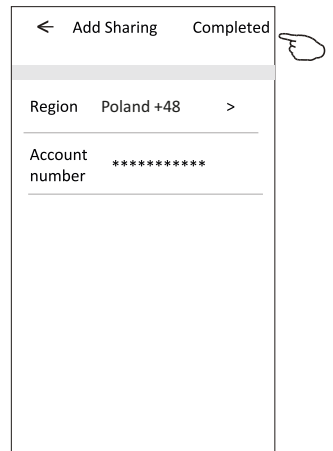 ← Add Sharing Completed
Region Poland +48 >
Account
number ***********